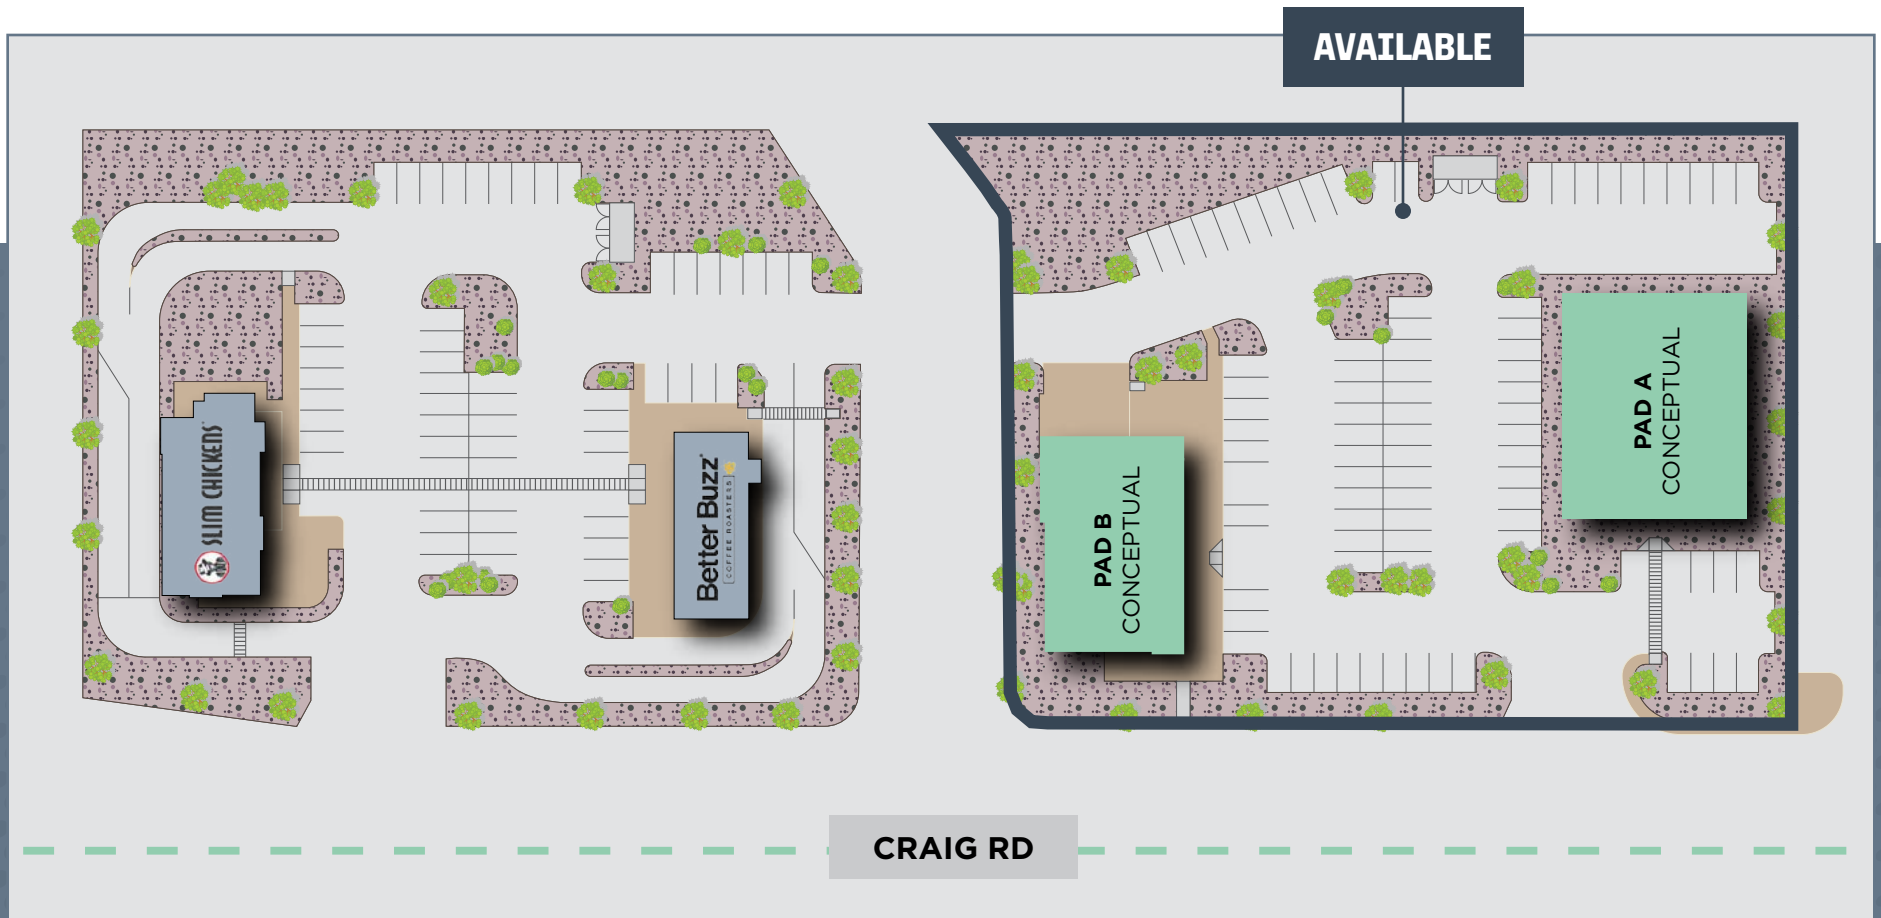 AVAILABLE
SLIM CHICKENS
Better Buzz
COFFEE ROASTERS
PAD B
CONCEPTUAL
PAD A
CONCEPTUAL
CRAIG RD